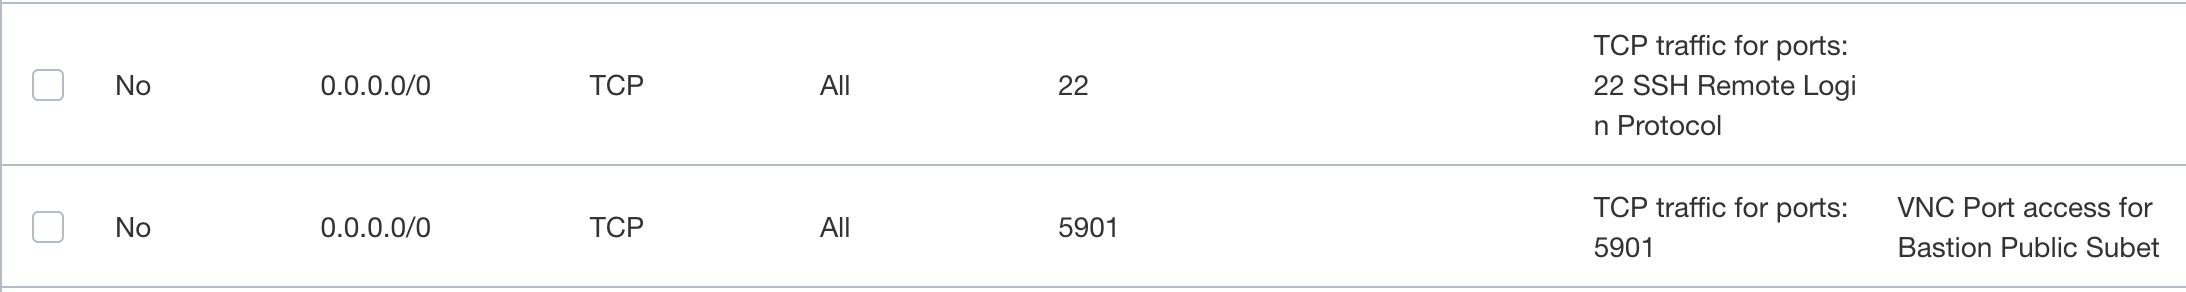 No 0.0.0.0/0 TCP All 22 TCP traffic for ports:
22 SSH Remote Logi
n Protocol
No 0.0.0.0/0 TCP All 5901 TCP traffic for ports: VNC Port access for
5901 Bastion Public Subet